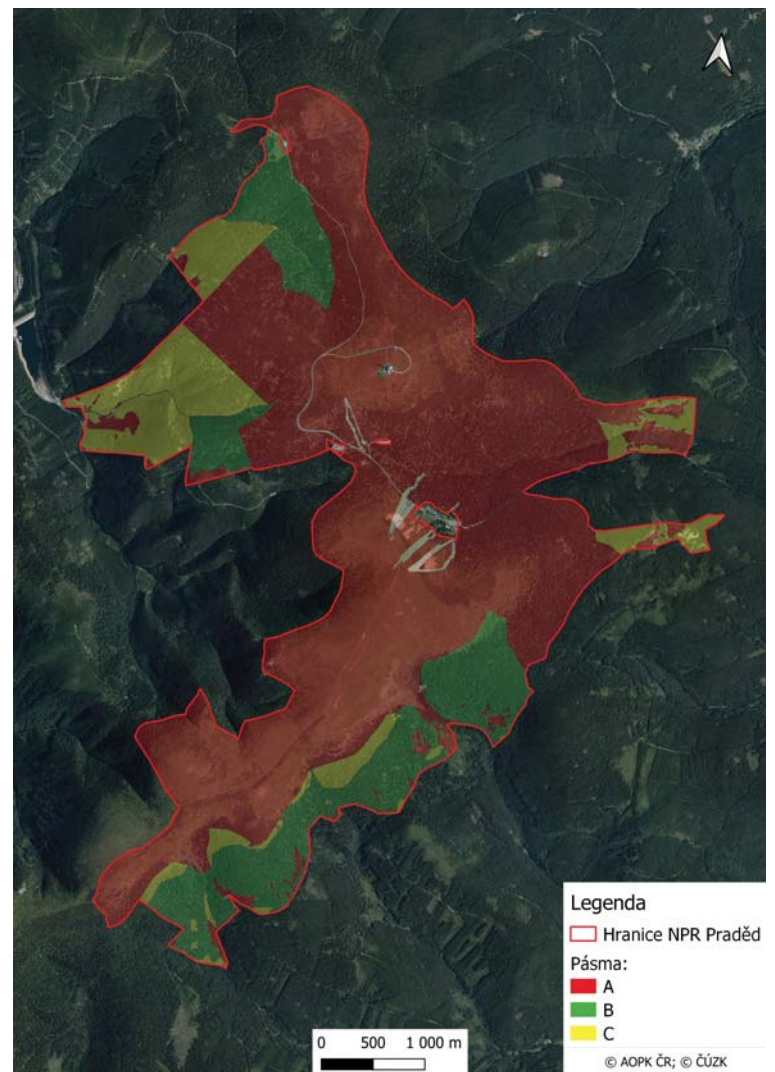 Legenda
Hranice NPR Praděd
Pásma:
A
B
C
0 500 1 000 m
© AOPK ČR; © ČÚZK